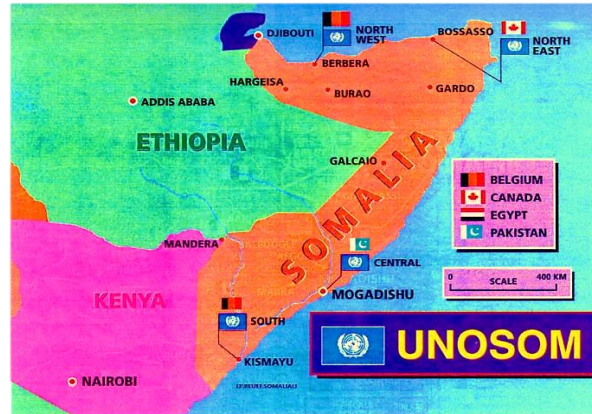 DJIBOUTI
NORTH
WEST
BOSSASSO
NORTH
EAST
BERBERA
HARGEISA
BURAO
GARDO
ADDIS ABABA
ETHIOPIA
GALCAIO
SOMALIA
BELGIUM
CANADA
EGYPT
PAKISTAN
MANDERA
CENTRAL
0 SCALE 400 KM
KENYA
MOGADISHU
SOUTH
UNOSOM
KISMAYU
NAIROBI